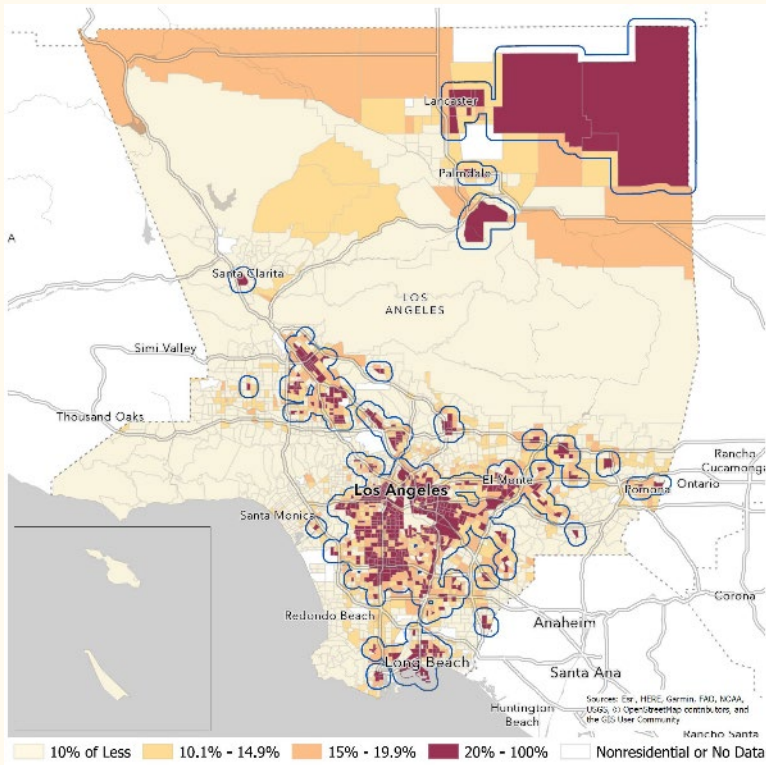 Lancaster
Palmdale
A
Santa Clarita
LOS
ANGELES
Simi Valley
Thousand Oaks
Rancho
Cucamonga
El Monte
Los Angeles
Pomona
Ontario
Santa Monica
Corona
Redondo Beach
Anaheim
Long Beach
Santa Ana
Huntington
Beach
Sources: Esri, HERE, Garmin, FAO, NOAA,
USGS, © OpenStreetMap contributors, and
the GIS User Community
Rancho Santa
10% of Less
10.1% - 14.9%
15% - 19.9%
20% - 100%
Nonresidential or No Data